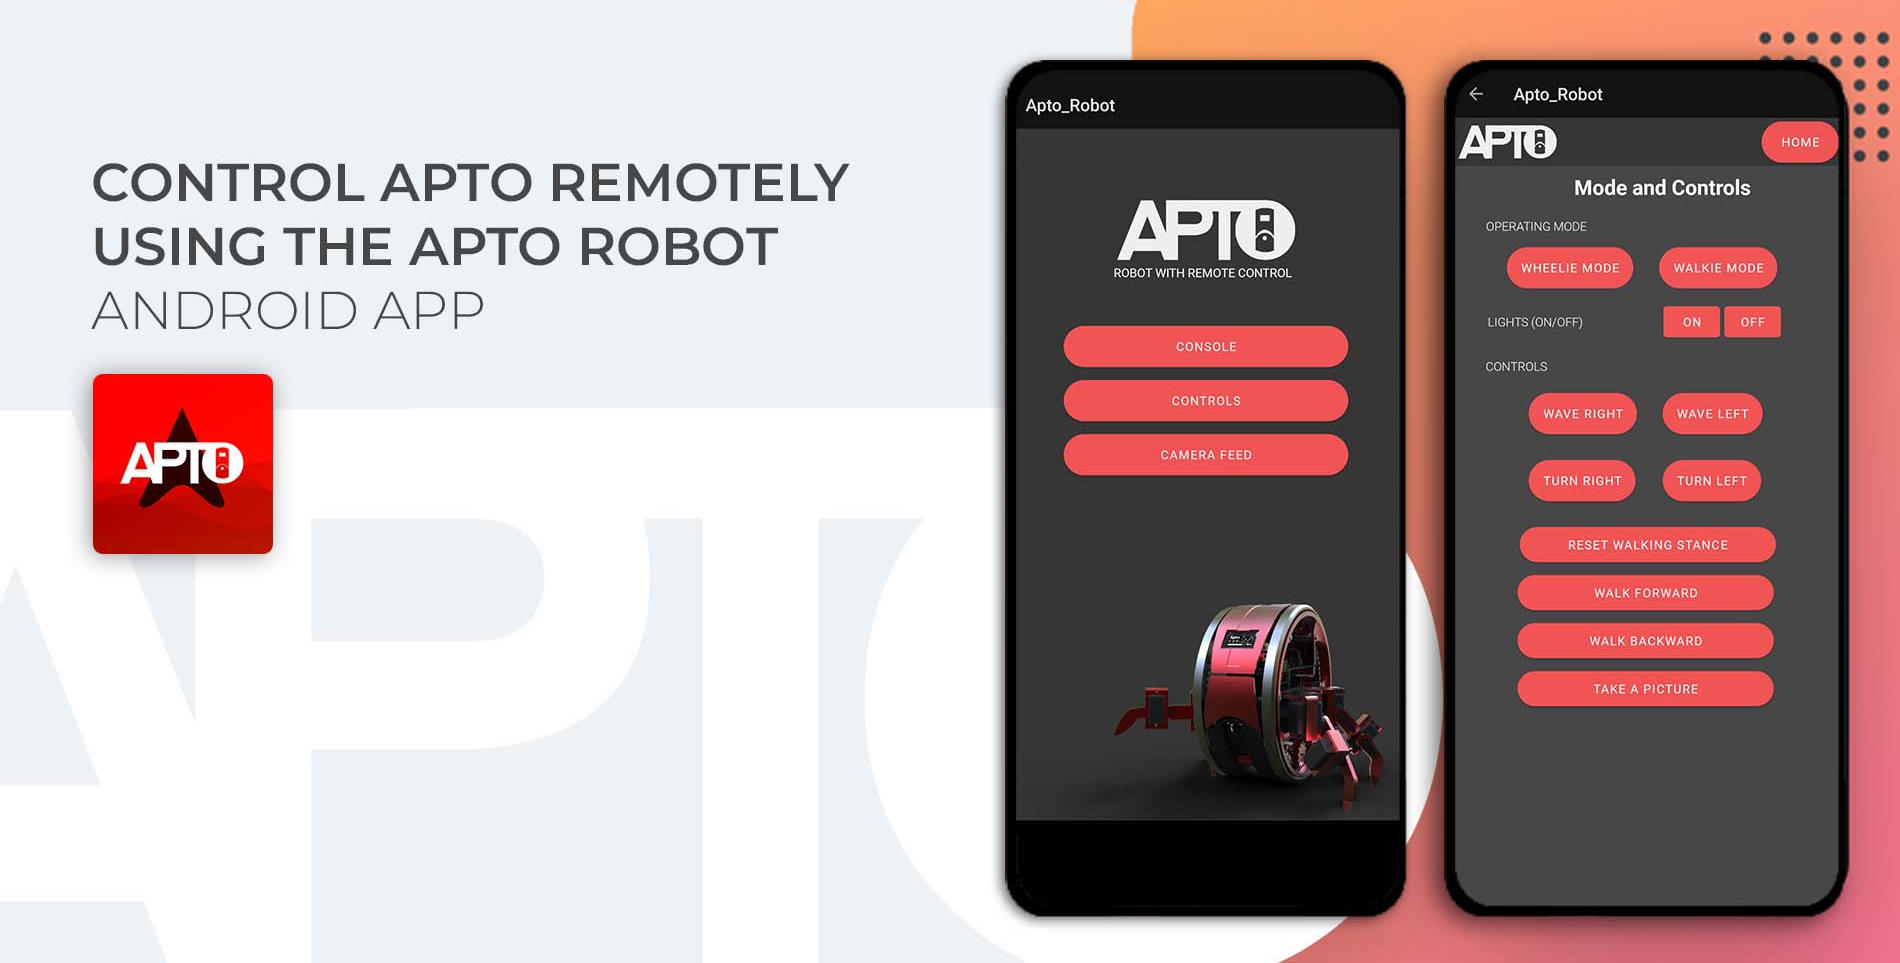 CONTROL APTO REMOTELY
USING THE APTO ROBOT
ANDROID APP
APTO
APTO
Apto_Robot
APTO
ROBOT WITH REMOTE CONTROL
CONSOLE
CONTROLS
CAMERA FEED
Apto_Robot
APTO
HOME
Mode and Controls
OPERATING MODE
WHEELIE MODE WALKIE MODE
LIGHTS (ON/OFF) ON OFF
CONTROLS
WAVE RIGHT WAVE LEFT
TURN RIGHT TURN LEFT
RESET WALKING STANCE
WALK FORWARD
WALK BACKWARD
TAKE A PICTURE